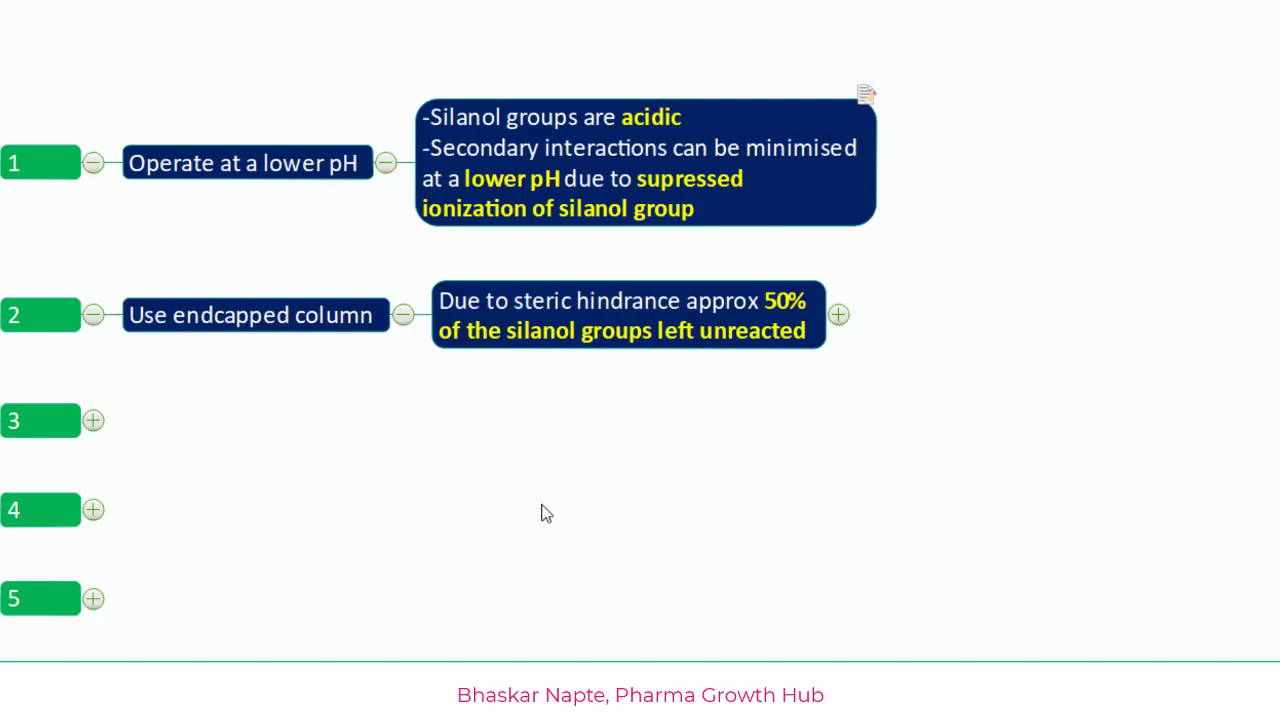 1
Operate at a lower pH
-Silanol groups are acidic
-Secondary interactions can be minimised
at a lower pH due to supressed
ionization of silanol group
2
Use endcapped column
Due to steric hindrance approx 50%
of the silanol groups left unreacted
3
4
5
Bhaskar Napte, Pharma Growth Hub